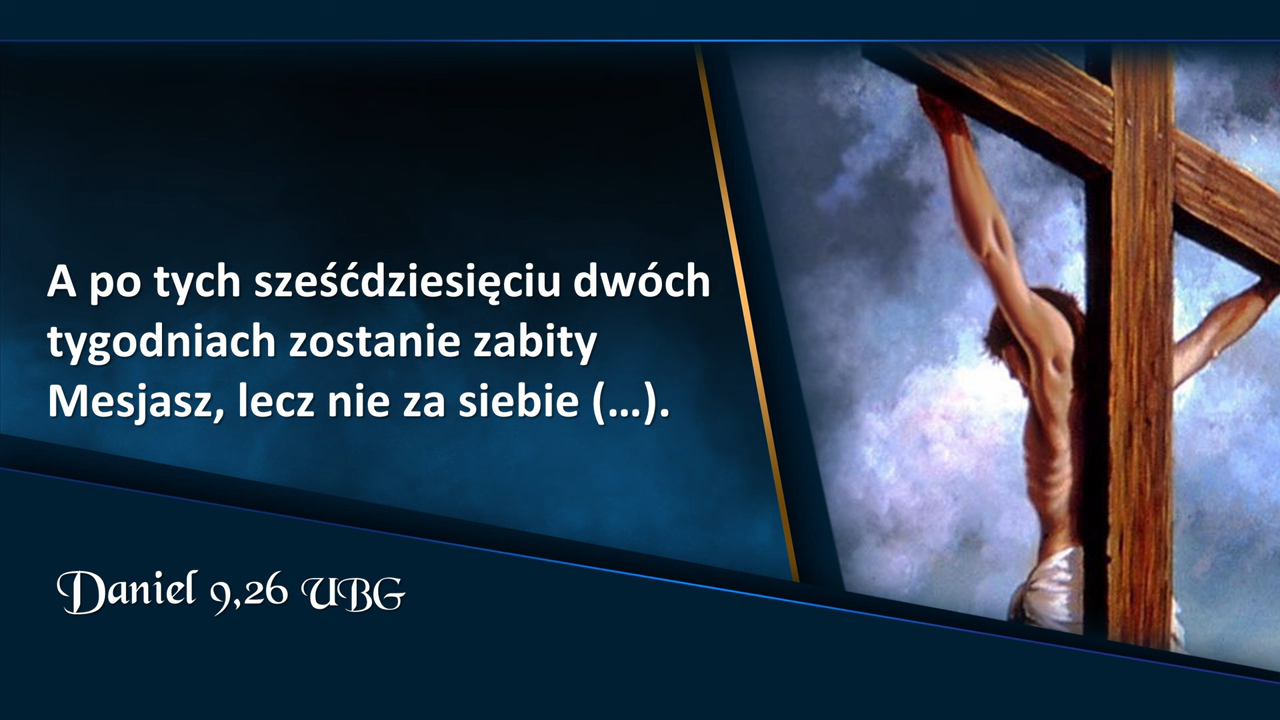 A po tych sześćdziesięciu dwóch
tygodniach zostanie zabity
Mesjasz, lecz nie za siebie (...).
Daniel 9,26 UBG